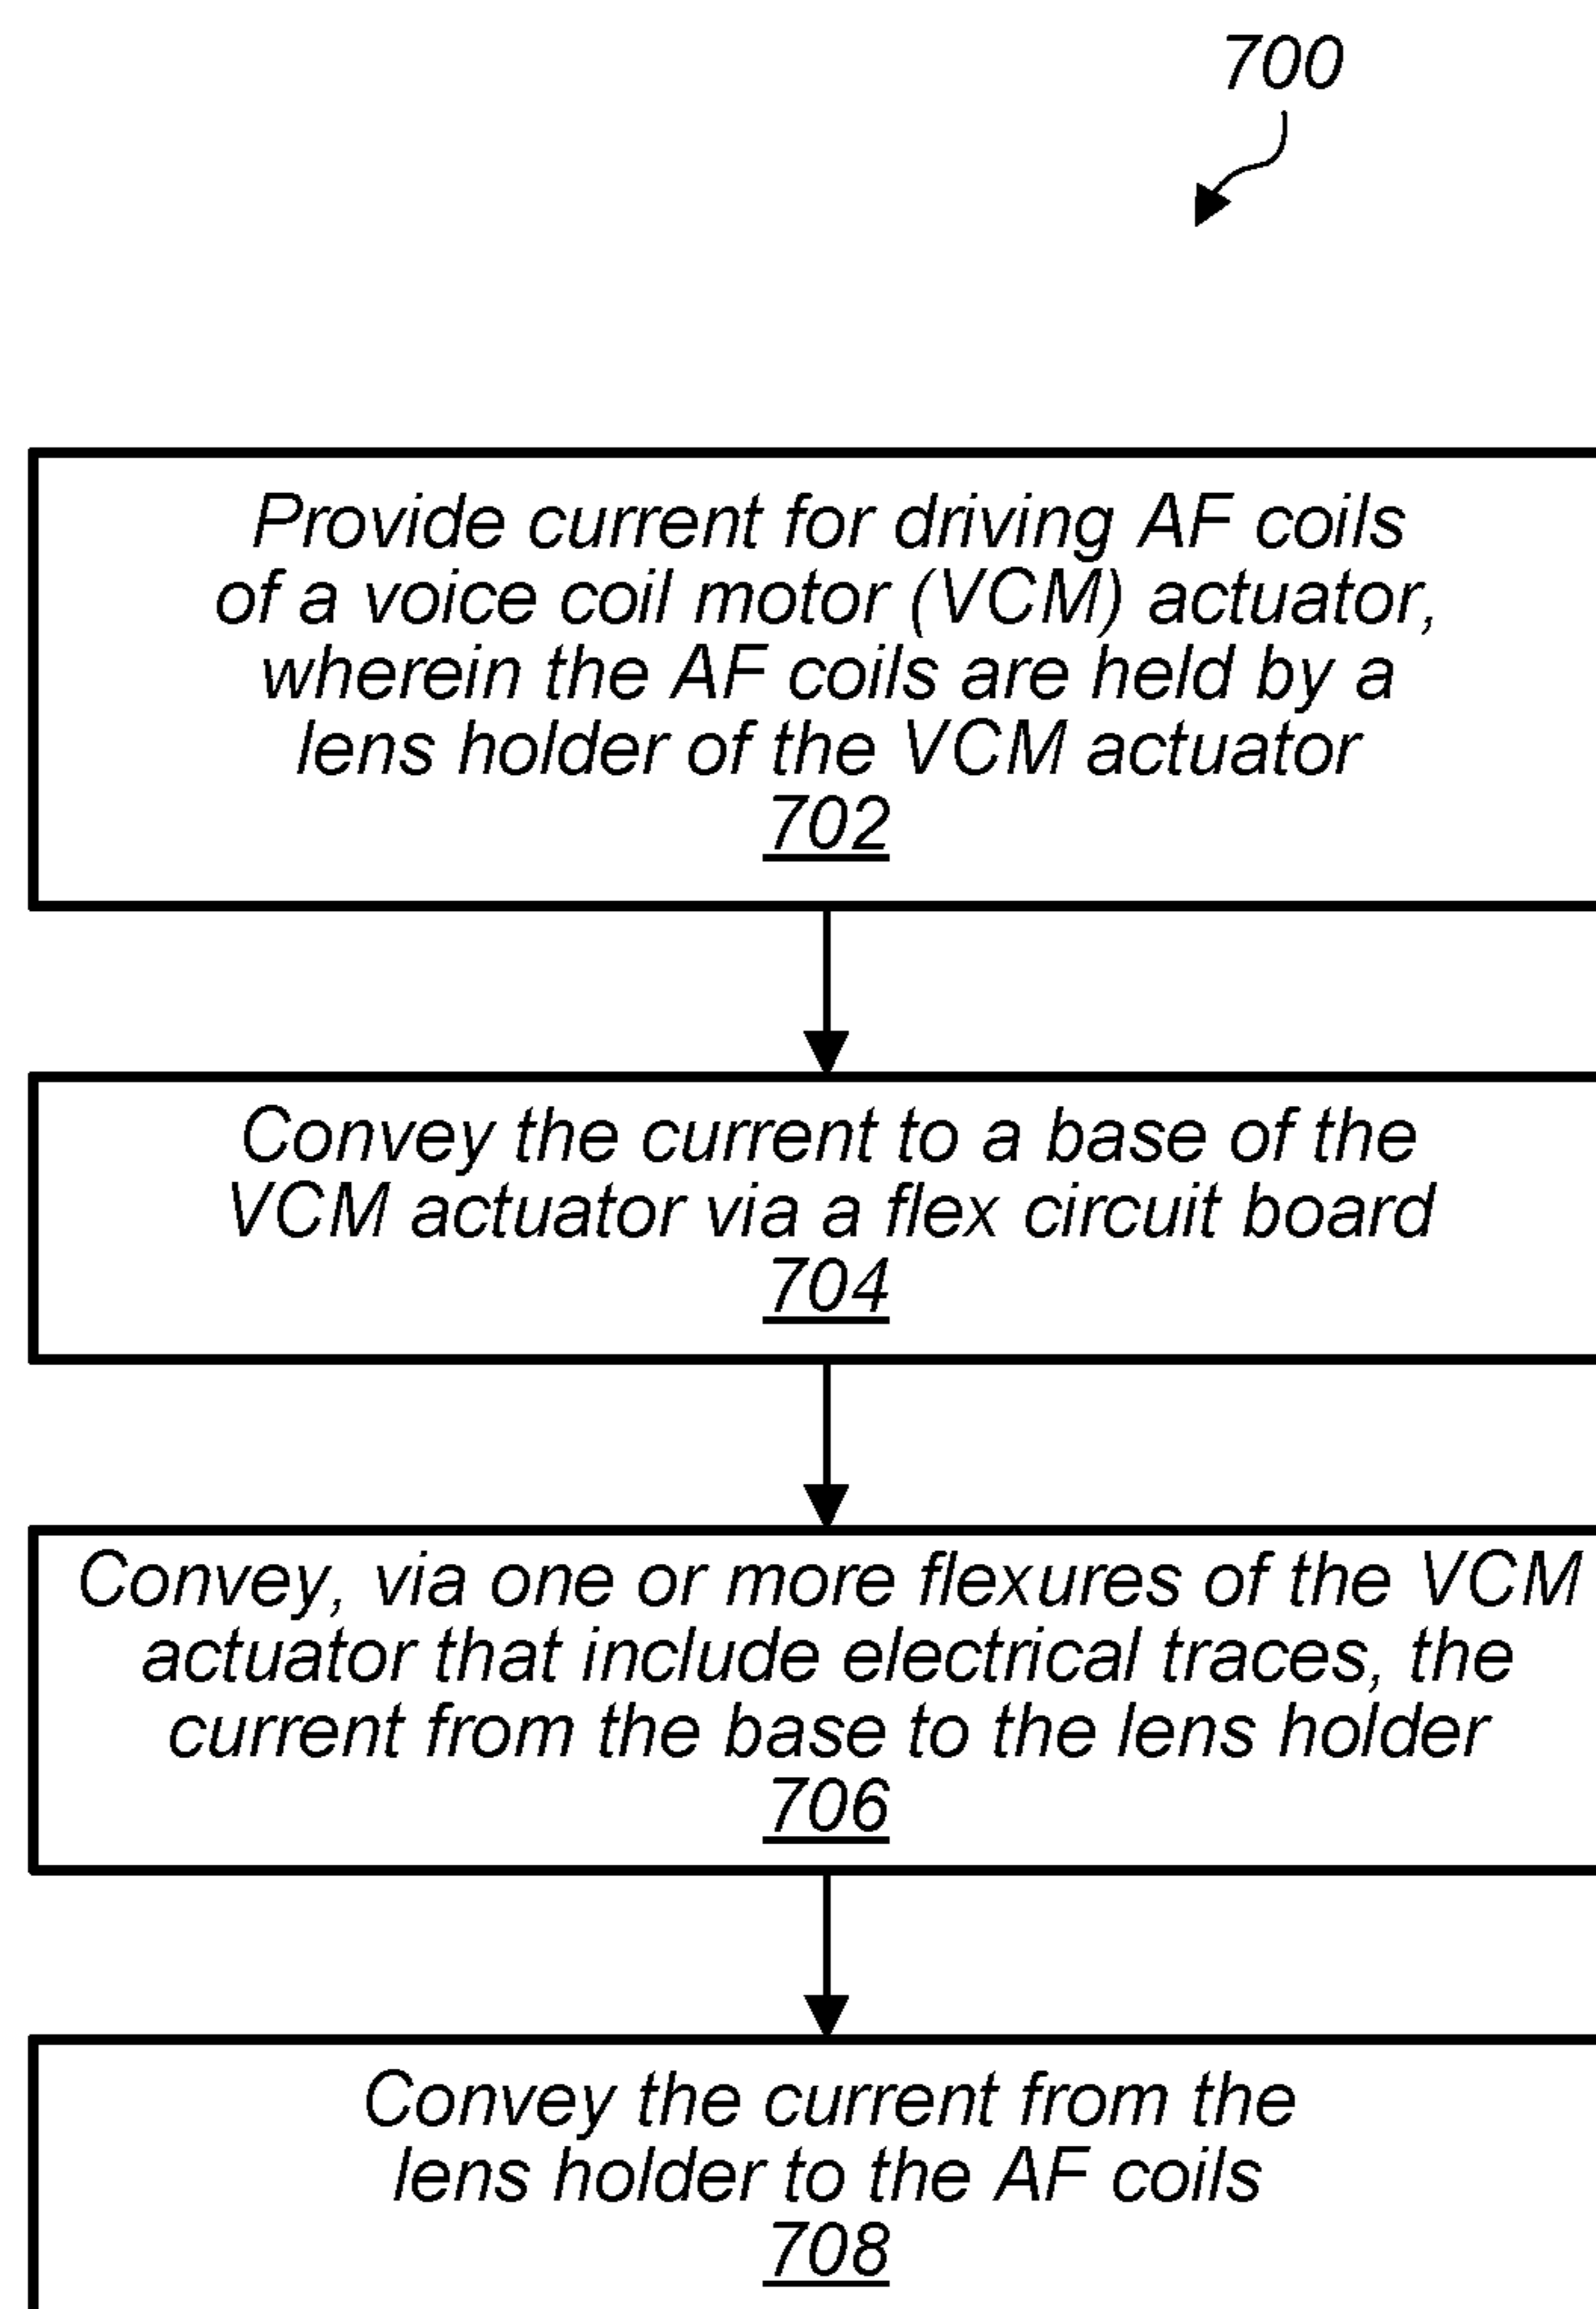 700
Provide current for driving AF coils
of a voice coil motor (VCM) actuator,
wherein the AF coils are held by a
lens holder of the VCM actuator
702
Convey the current to a base of the
VCM actuator via a flex circuit board
704
Convey, via one or more flexures of the VCM
actuator that include electrical traces, the
current from the base to the lens holder
706
Convey the current from the
lens holder to the AF coils
708